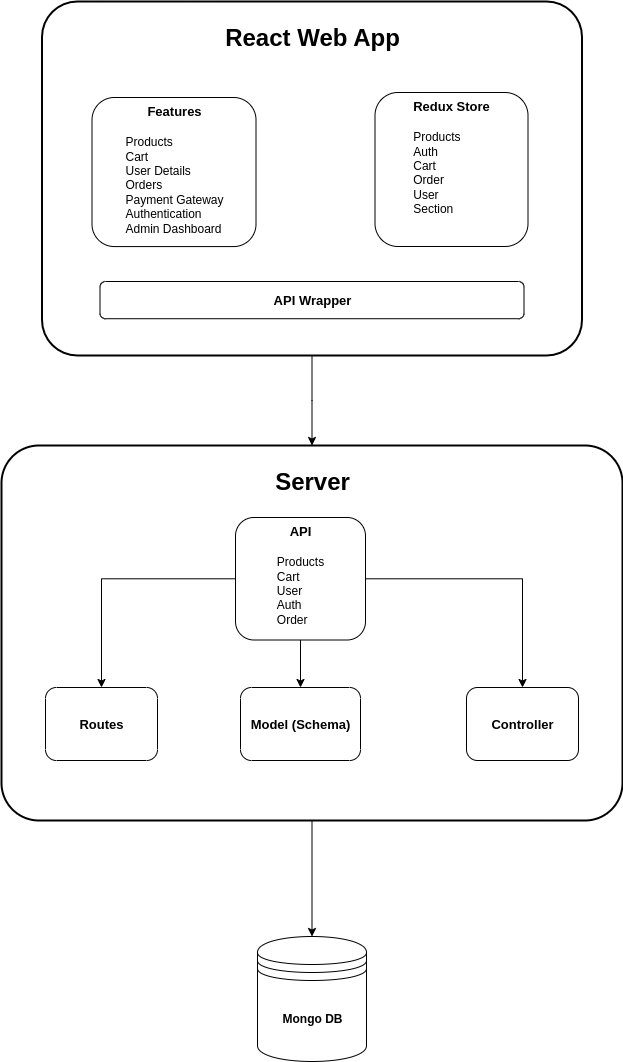 React Web App
Features
Products
Cart
User Details
Orders
Payment Gateway
Authentication
Admin Dashboard
Redux Store
Products
Auth
Cart
Order
User
Section
API Wrapper
Server
API
Products
Cart
User
Auth
Order
Routes
Model (Schema)
Controller
Mongo DB